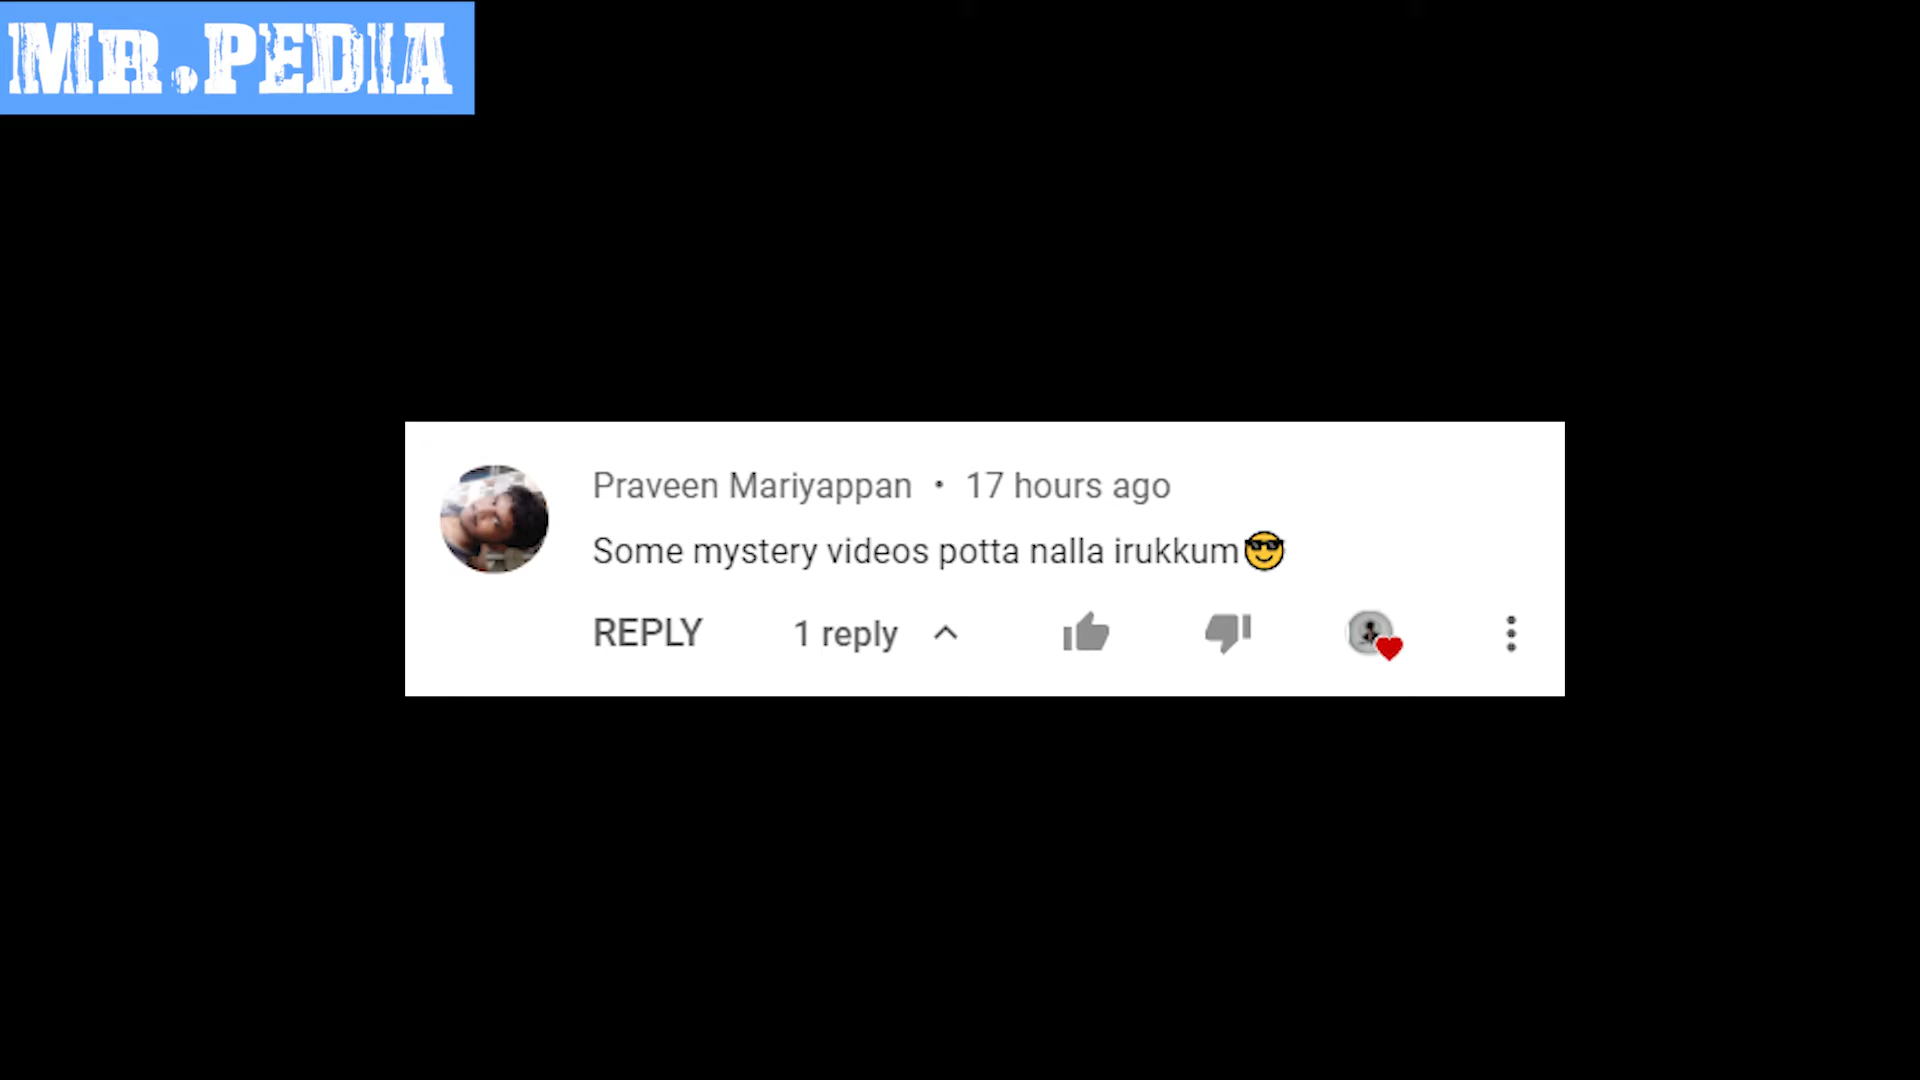 MR.PEDIA
Praveen Mariyappan • 17 hours ago
Some mystery videos potta nalla irukkum😎
REPLY 1 reply